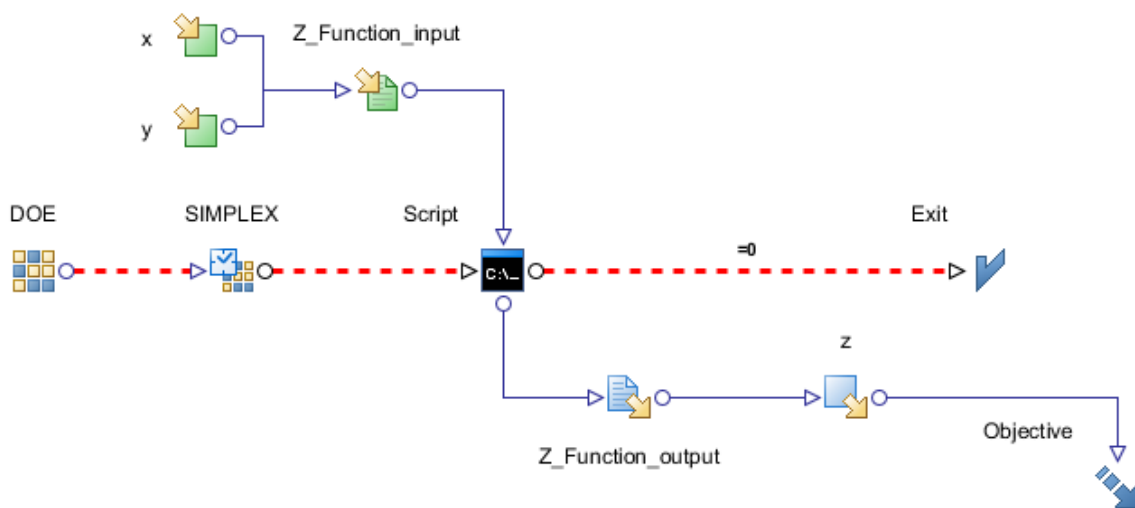 x
Z_Function_input
y
DOE
SIMPLEX
Script
Exit
=0
C:\_
z
Objective
Z_Function_output